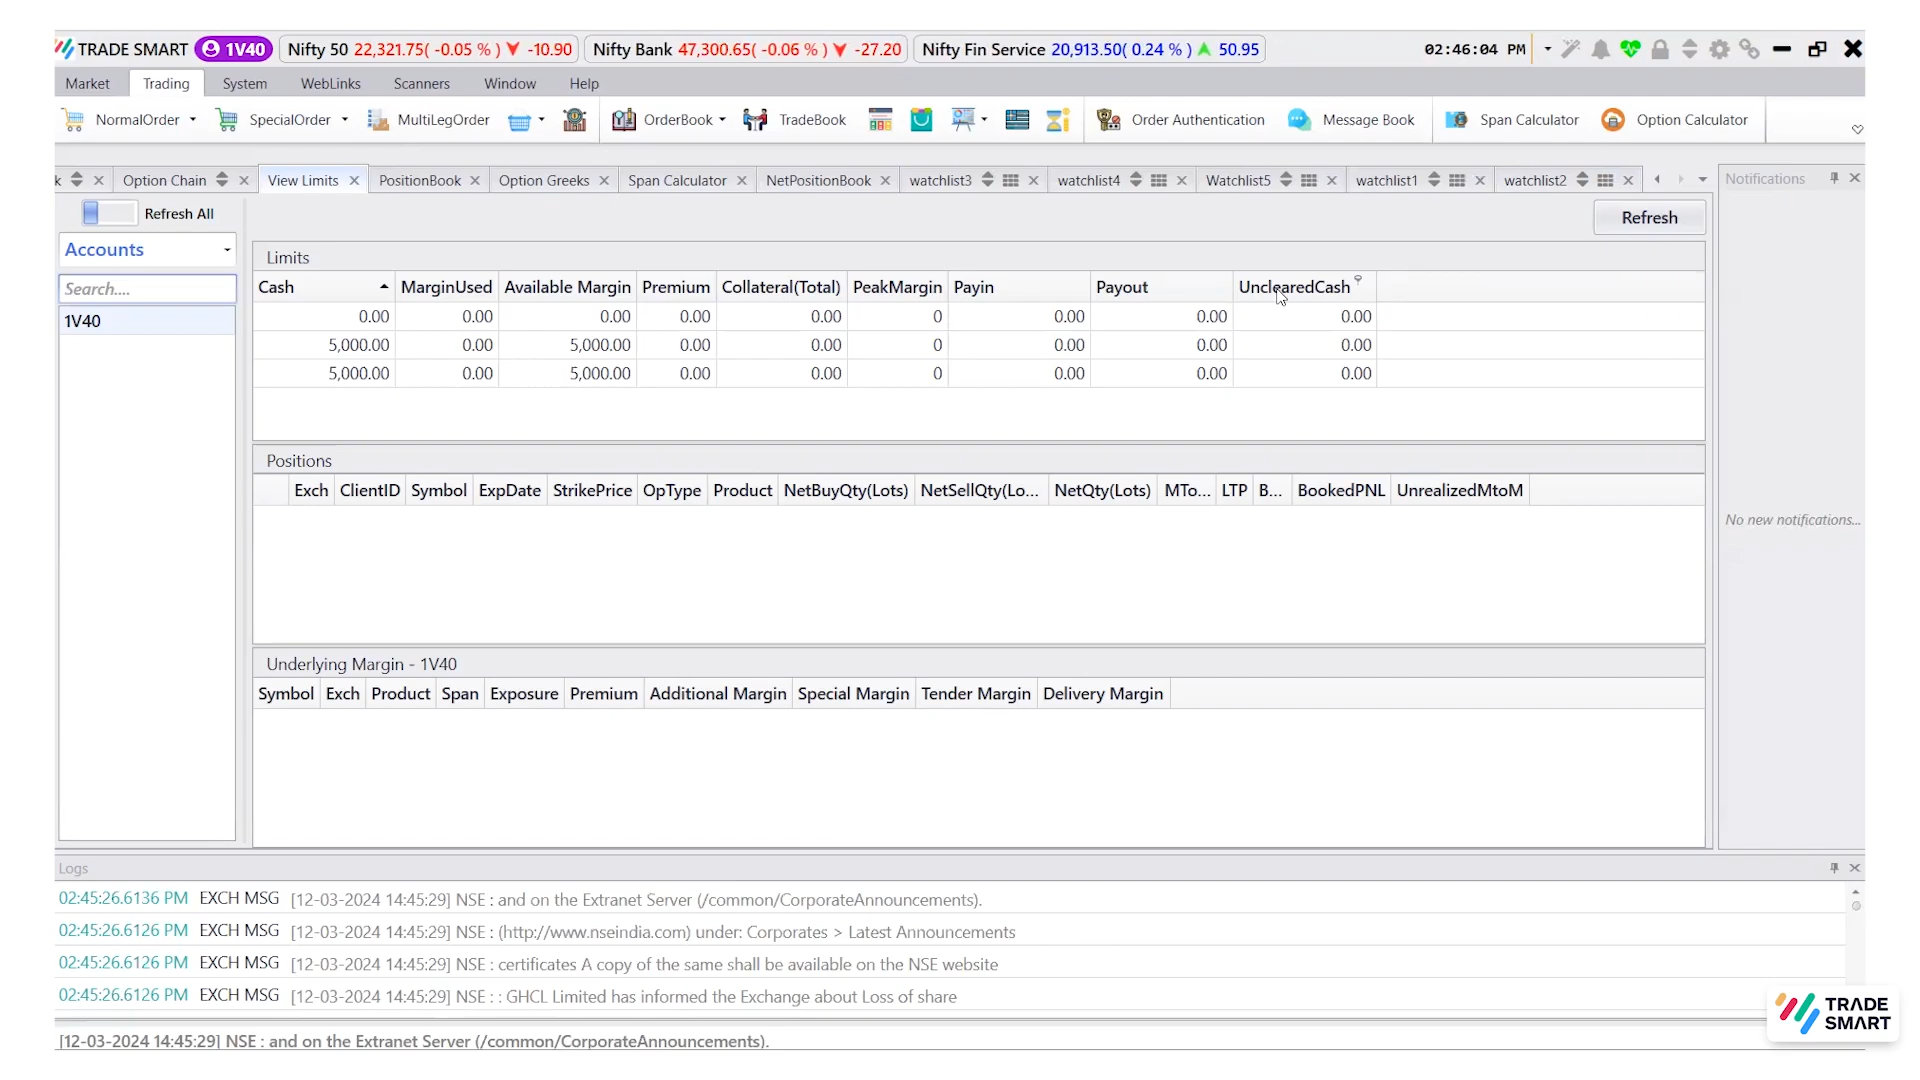 TRADE SMART 1V40 Nifty 50 22,321.75( -0.05 % ) -10.90 Nifty Bank 47,300.65( -0.06 % ) -27.20 Nifty Fin Service 20,913.50( 0.24 % ) 50.95 02:46:04 PM
Market Trading System WebLinks Scanners Window Help
NormalOrder SpecialOrder MultiLegOrder OrderBook TradeBook Order Authentication Message Book Span Calculator Option Calculator
k Option Chain View Limits PositionBook Option Greeks Span Calculator NetPositionBook watchlist3 watchlist4 Watchlist5 watchlist1 watchlist2 Notifications
Refresh All Refresh
Accounts
Search....
1V40
Limits
Cash MarginUsed Available Margin Premium Collateral(Total) PeakMargin Payin Payout UnclearedCash
0.00 0.00 0.00 0.00 0.00 0 0.00 0.00 0.00
5,000.00 0.00 5,000.00 0.00 0.00 0 0.00 0.00 0.00
5,000.00 0.00 5,000.00 0.00 0.00 0 0.00 0.00 0.00
Positions
Exch ClientID Symbol ExpDate StrikePrice OpType Product NetBuyQty(Lots) NetSellQty(Lo... NetQty(Lots) MTo... LTP B... BookedPNL UnrealizedMtoM
No new notifications...
Underlying Margin - 1V40
Symbol Exch Product Span Exposure Premium Additional Margin Special Margin Tender Margin Delivery Margin
Logs
02:45:26.6136 PM EXCH MSG [12-03-2024 14:45:29] NSE : and on the Extranet Server (/common/CorporateAnnouncements).
02:45:26.6126 PM EXCH MSG [12-03-2024 14:45:29] NSE : (http://www.nseindia.com) under: Corporates > Latest Announcements
02:45:26.6126 PM EXCH MSG [12-03-2024 14:45:29] NSE : certificates A copy of the same shall be available on the NSE website
02:45:26.6126 PM EXCH MSG [12-03-2024 14:45:29] NSE : : GHCL Limited has informed the Exchange about Loss of share
[12-03-2024 14:45:29] NSE : and on the Extranet Server (/common/CorporateAnnouncements).
TRADE
SMART